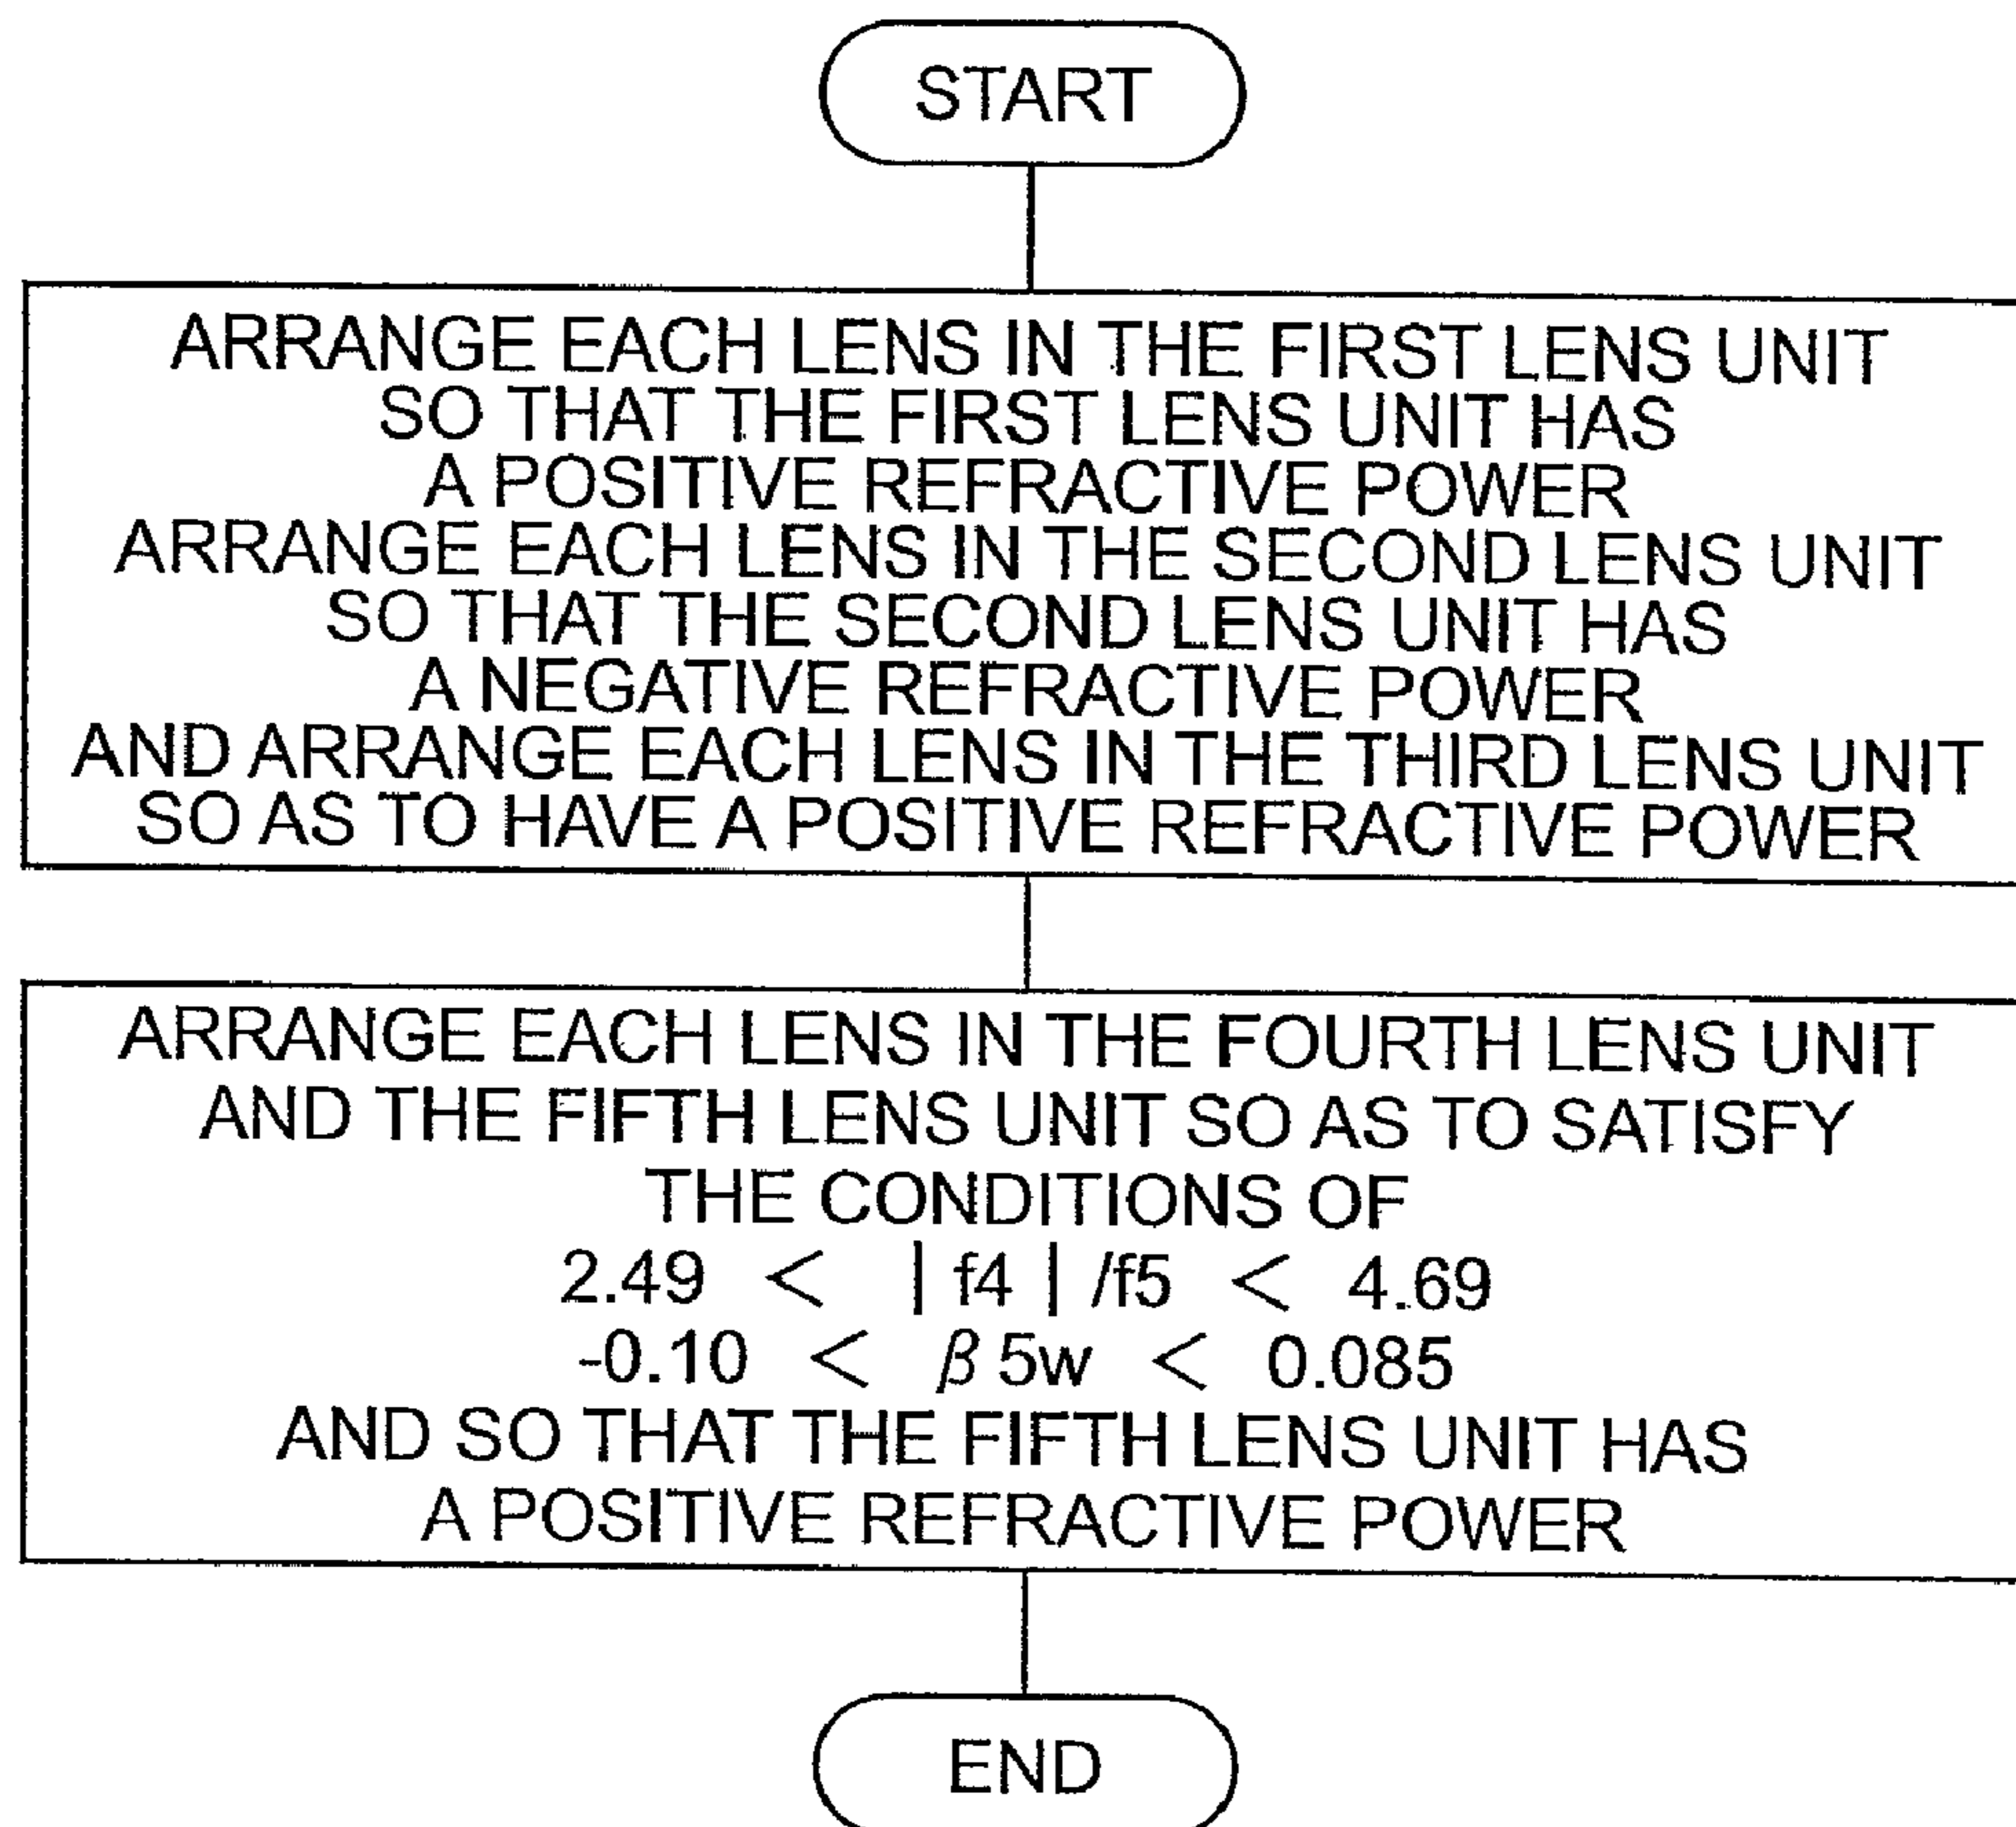 START
ARRANGE EACH LENS IN THE FIRST LENS UNIT
SO THAT THE FIRST LENS UNIT HAS
A POSITIVE REFRACTIVE POWER
ARRANGE EACH LENS IN THE SECOND LENS UNIT
SO THAT THE SECOND LENS UNIT HAS
A NEGATIVE REFRACTIVE POWER
AND ARRANGE EACH LENS IN THE THIRD LENS UNIT
SO AS TO HAVE A POSITIVE REFRACTIVE POWER
ARRANGE EACH LENS IN THE FOURTH LENS UNIT
AND THE FIFTH LENS UNIT SO AS TO SATISFY
THE CONDITIONS OF
2.49 < | f4 | /f5 < 4.69
-0.10 < β 5w < 0.085
AND SO THAT THE FIFTH LENS UNIT HAS
A POSITIVE REFRACTIVE POWER
END